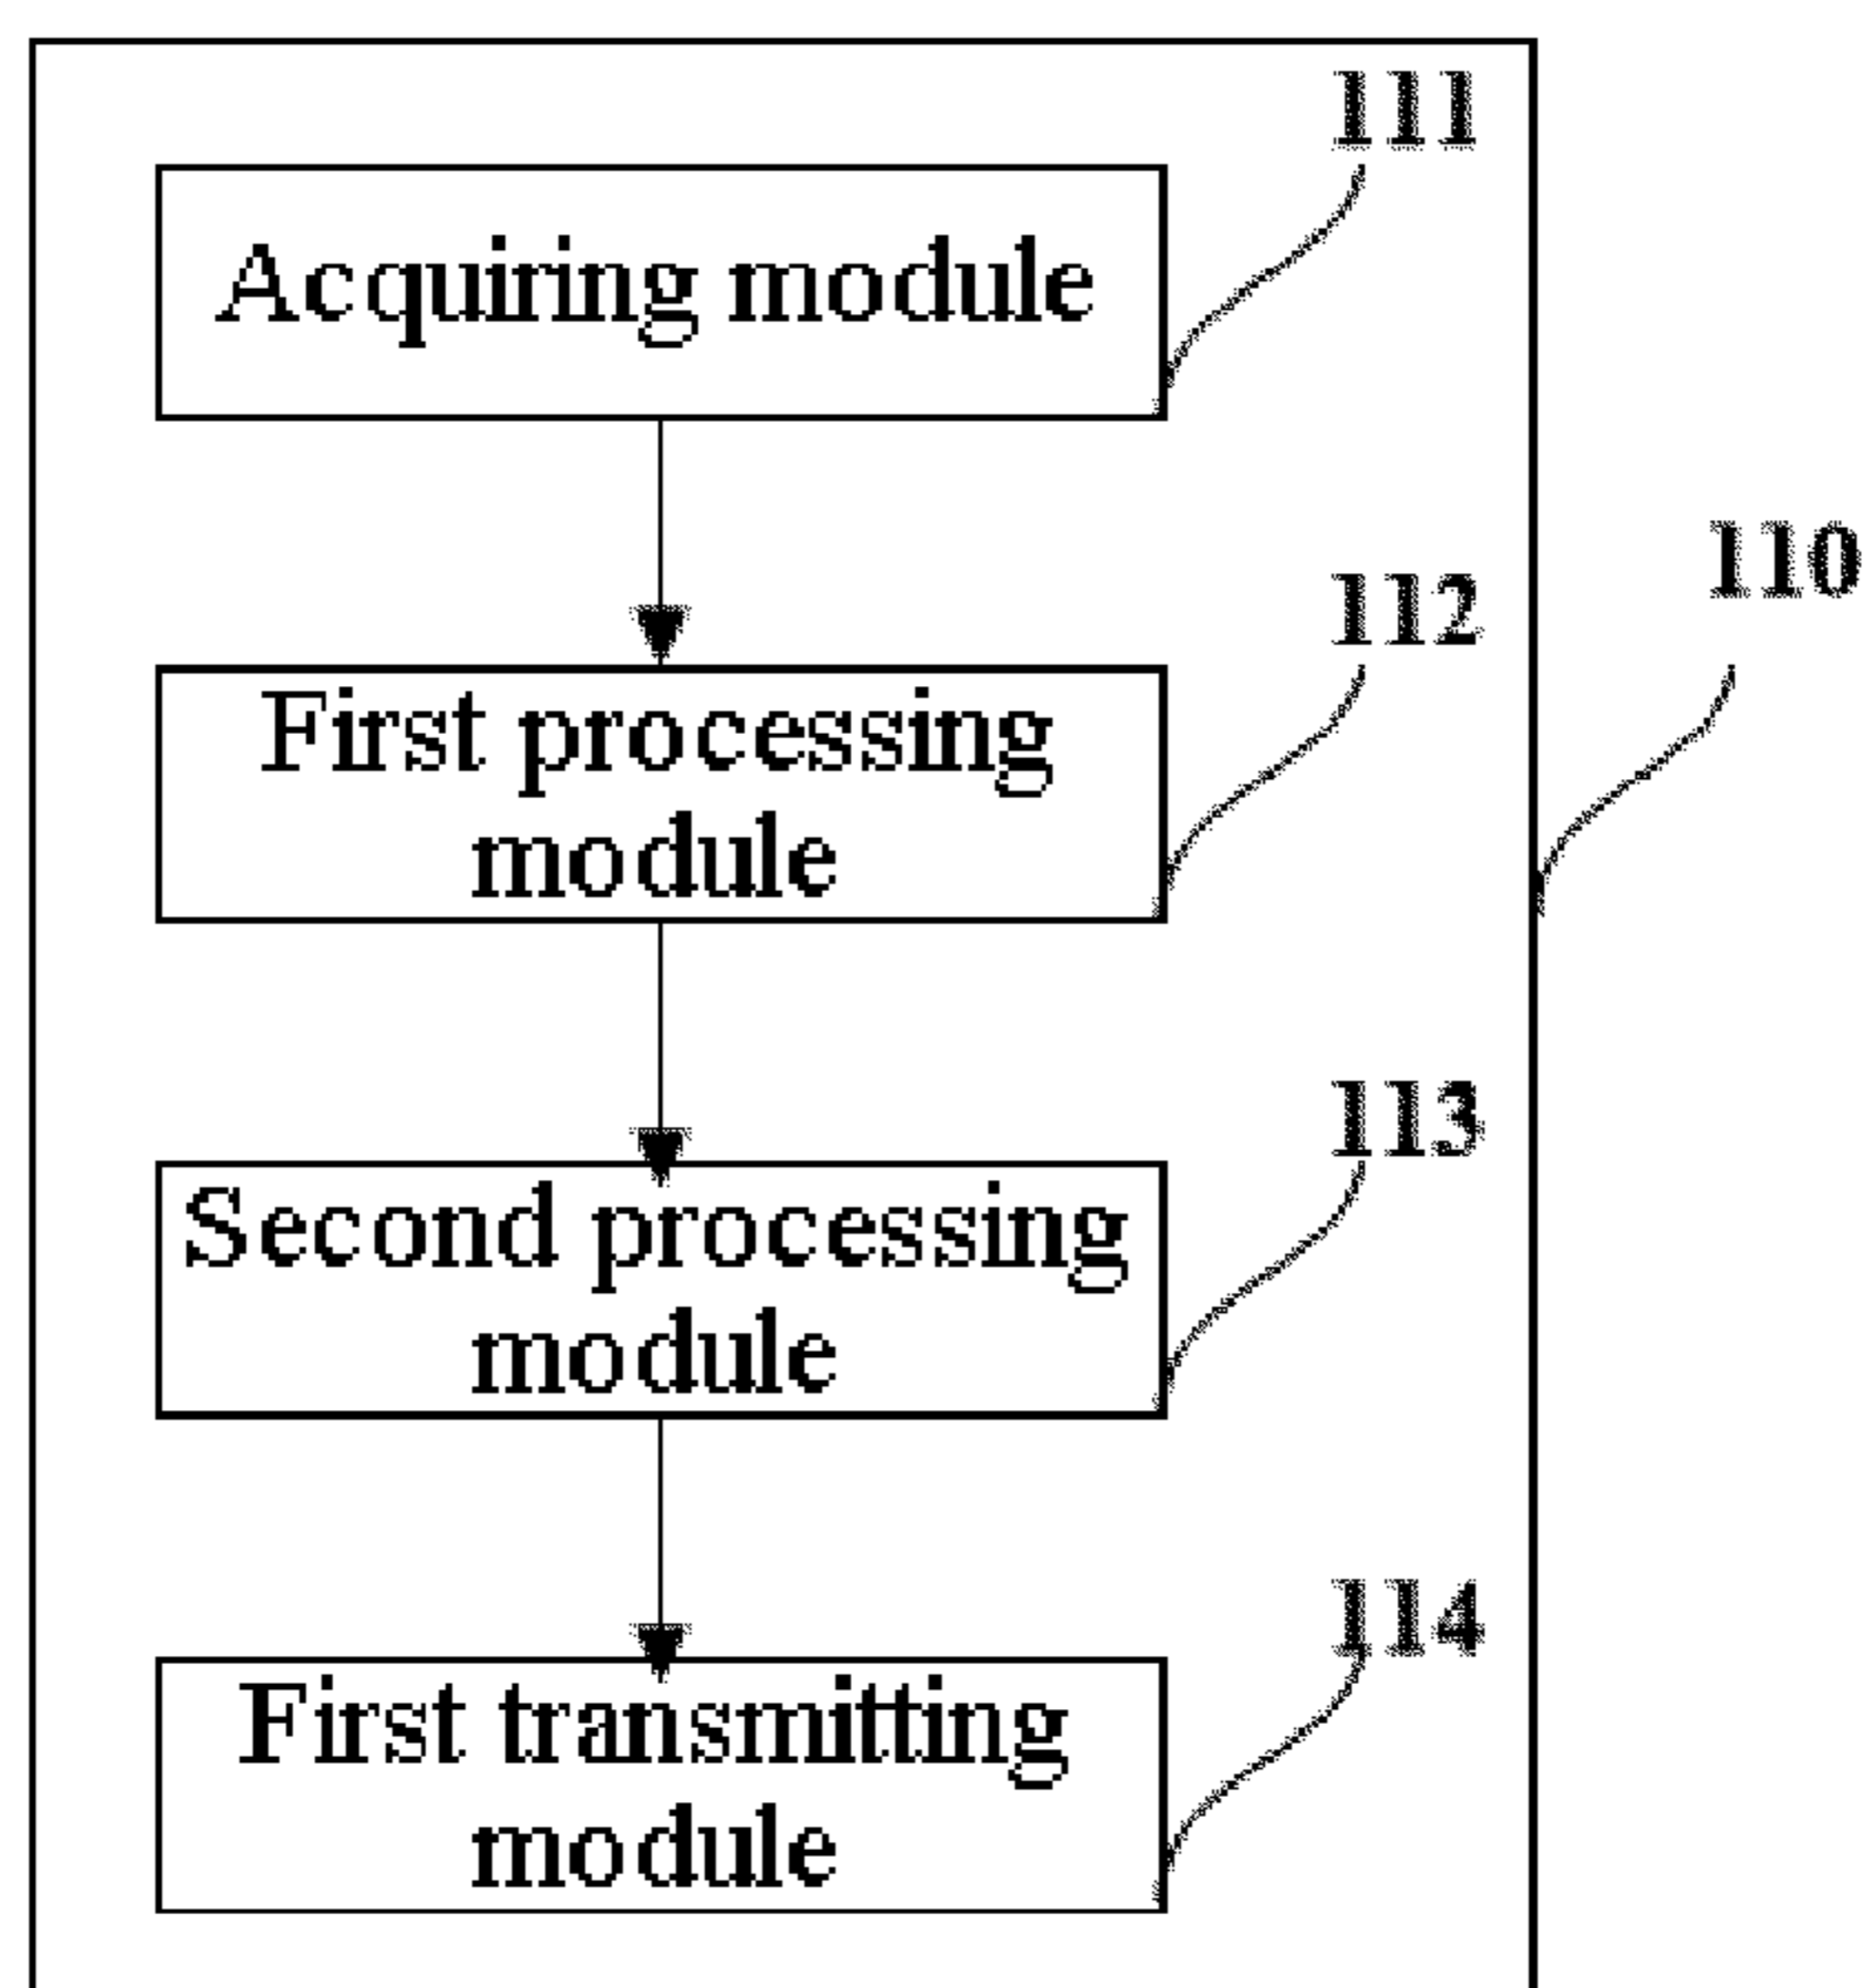 111
Acquiring module
110
112
First processing
module
113
Second processing
module
114
First transmitting
module